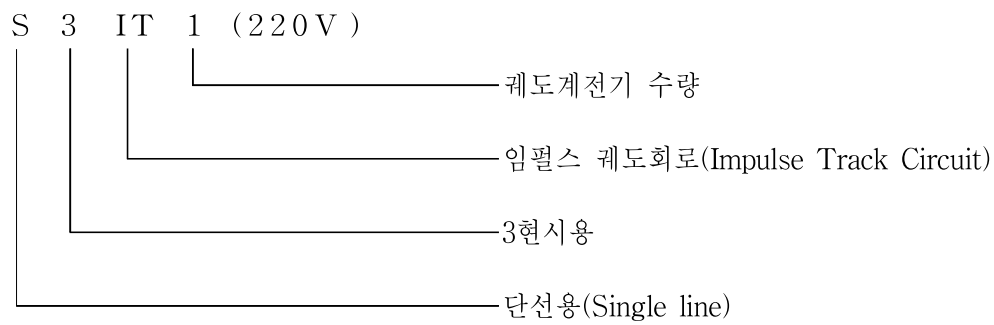 S 3 IT 1 (220V)
궤도계전기 수량
임펄스 궤도회로(Impulse Track Circuit)
3현시용
단선용(Single line)